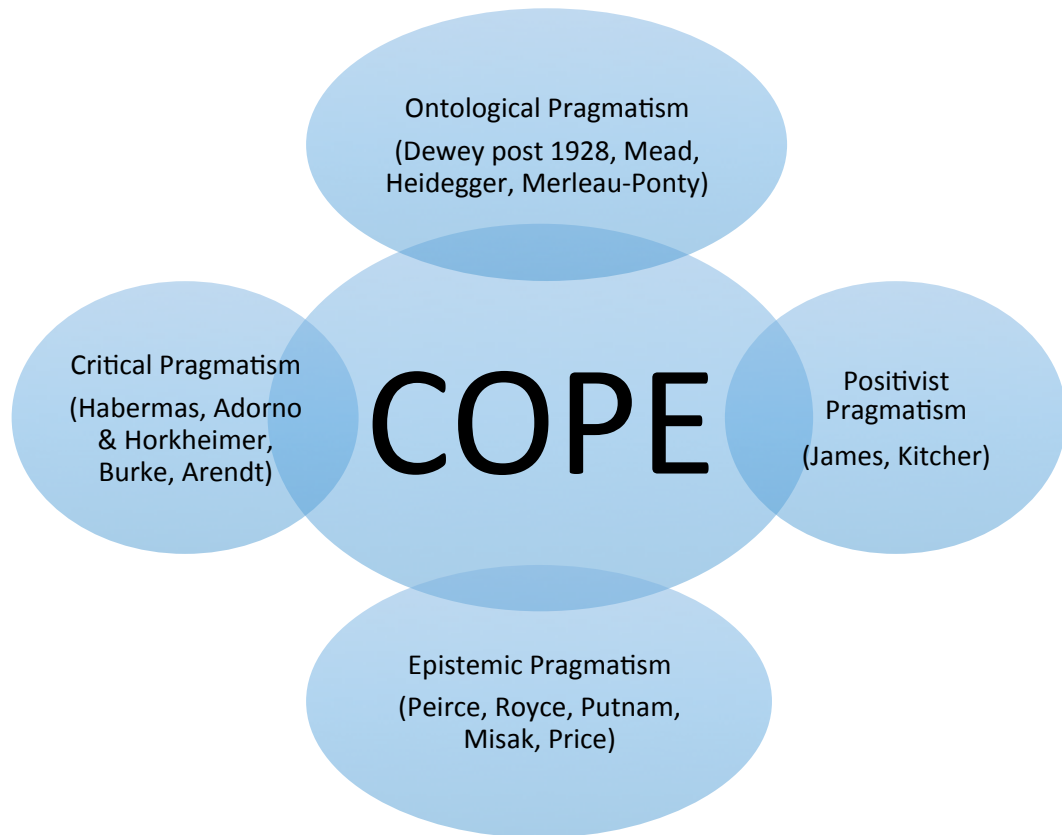 Ontological Pragmatism
(Dewey post 1928, Mead,
Heidegger, Merleau-Ponty)
Critical Pragmatism
(Habermas, Adorno
& Horkheimer,
Burke, Arendt)
COPE
Positivist
Pragmatism
(James, Kitcher)
Epistemic Pragmatism
(Peirce, Royce, Putnam,
Misak, Price)